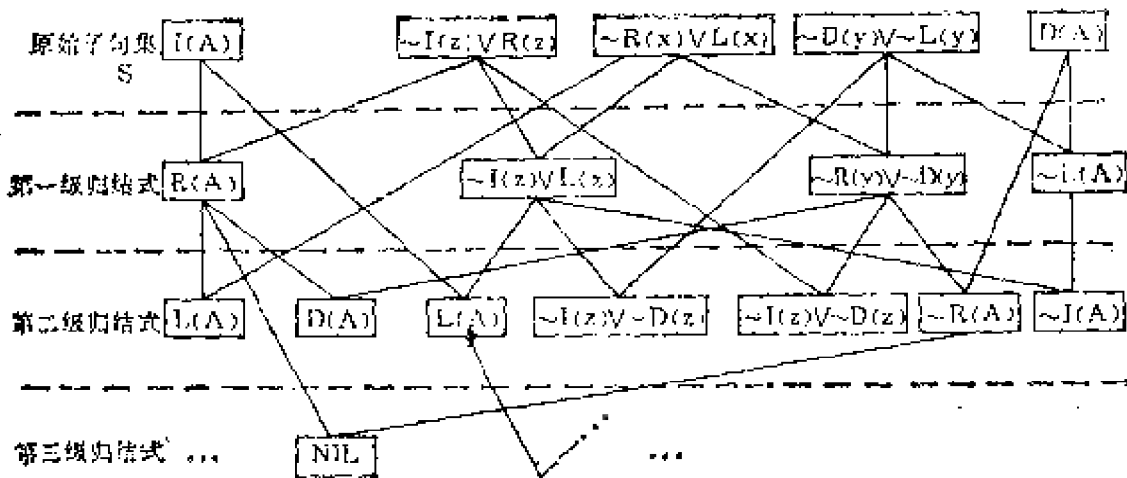 原始子句集 I(A) ~I(z)∨R(z) ~R(x)∨L(x) ~D(y)∨~L(y) D(A)
S
第一级归结式 R(A) ~I(z)∨L(z) ~R(y)∨~D(y) ~L(A)
第二级归结式 L(A) D(A) L(A) ~I(z)∨~D(z) ~I(z)∨~D(z) ~R(A) ~I(A)
第三级归结式 ... NIL ...